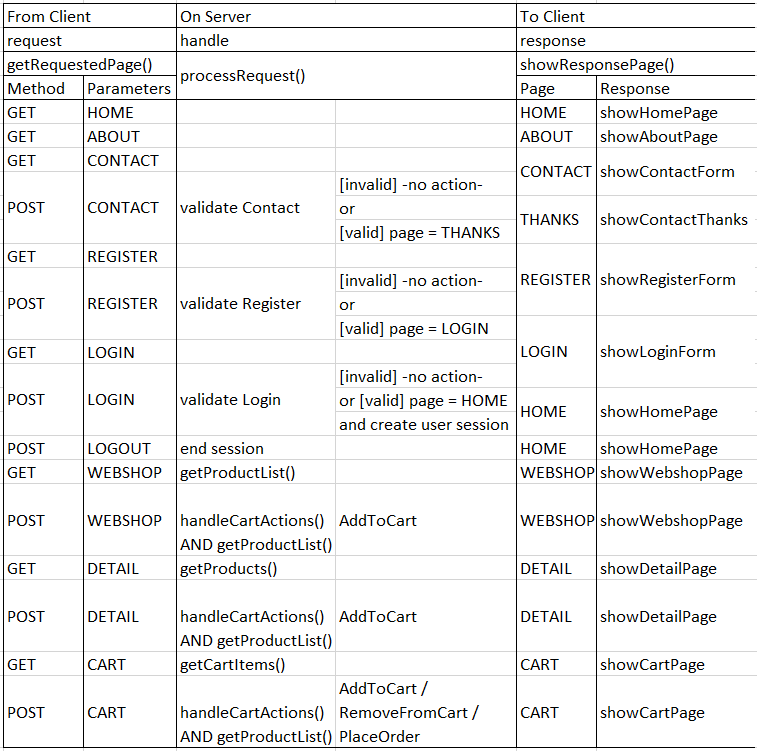 From Client On Server To Client
request handle response
getRequestedPage() processRequest() showResponsePage()
Method Parameters Page Response
GET HOME HOME showHomePage
GET ABOUT ABOUT showAboutPage
GET CONTACT CONTACT showContactForm
POST CONTACT validate Contact [invalid] -no action-
or
[valid] page = THANKS THANKS showContactThanks
GET REGISTER REGISTER showRegisterForm
POST REGISTER validate Register [invalid] -no action-
or
[valid] page = LOGIN
GET LOGIN LOGIN showLoginForm
POST LOGIN validate Login [invalid] -no action-
or [valid] page = HOME
and create user session HOME showHomePage
POST LOGOUT end session HOME showHomePage
GET WEBSHOP getProductList() WEBSHOP showWebshopPage
POST WEBSHOP handleCartActions() AddToCart WEBSHOP showWebshopPage
AND getProductList()
GET DETAIL getProducts() DETAIL showDetailPage
POST DETAIL handleCartActions() AddToCart DETAIL showDetailPage
AND getProductList()
GET CART getCartItems() CART showCartPage
AddToCart /
POST CART handleCartActions() RemoveFromCart / CART showCartPage
AND getProductList() PlaceOrder